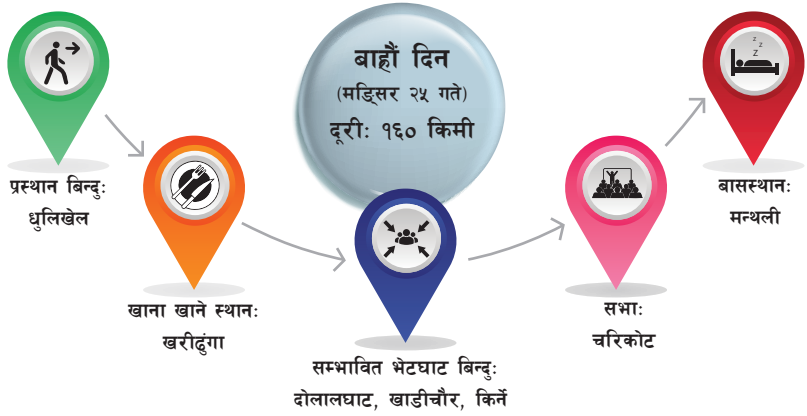 बाह्रौं दिन
(मङ्सिर २५ गते)
दूरी: १६० किमी
प्रस्थान बिन्दु:
धुलिखेल
खाना खाने स्थान:
खरीढुंगा
सम्भावित भेटघाट बिन्दु:
दोलालघाट, खाडीचौर, किर्ने
सभा:
चरिकोट
z
z
Z
बासस्थान:
मन्थली